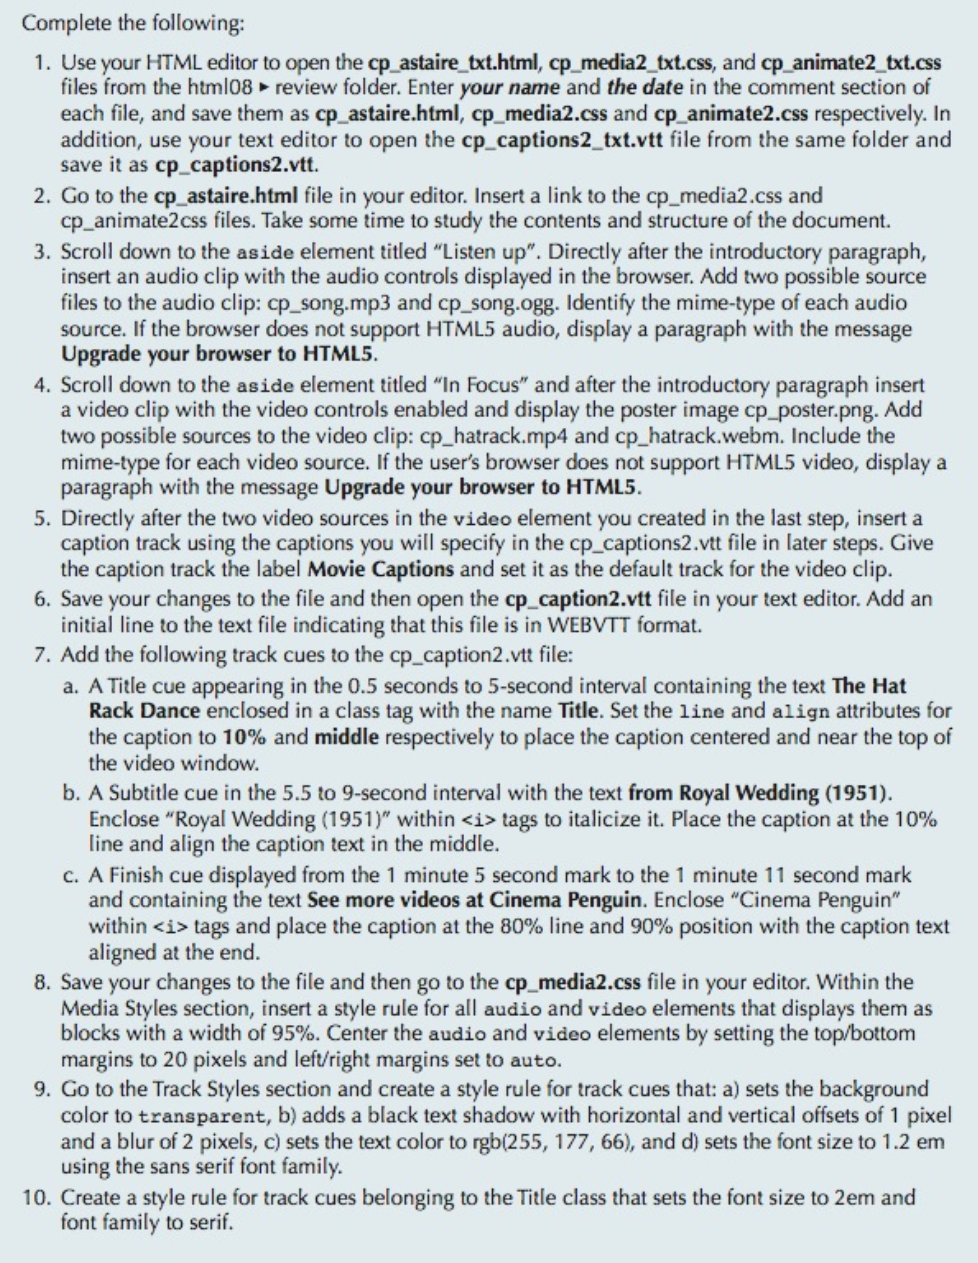 Complete the following:
1. Use your HTML editor to open the cp_astaire_txt.html, cp_media2_txt.css, and cp_animate2_txt.css
files from the html08 ▸ review folder. Enter your name and the date in the comment section of
each file, and save them as cp_astaire.html, cp_media2.css and cp_animate2.css respectively. In
addition, use your text editor to open the cp_captions2_txt.vtt file from the same folder and
save it as cp_captions2.vtt.
2. Go to the cp_astaire.html file in your editor. Insert a link to the cp_media2.css and
cp_animate2css files. Take some time to study the contents and structure of the document.
3. Scroll down to the aside element titled “Listen up”. Directly after the introductory paragraph,
insert an audio clip with the audio controls displayed in the browser. Add two possible source
files to the audio clip: cp_song.mp3 and cp_song.ogg. Identify the mime-type of each audio
source. If the browser does not support HTML5 audio, display a paragraph with the message
Upgrade your browser to HTML5.
4. Scroll down to the aside element titled “In Focus” and after the introductory paragraph insert
a video clip with the video controls enabled and display the poster image cp_poster.png. Add
two possible sources to the video clip: cp_hatrack.mp4 and cp_hatrack.webm. Include the
mime-type for each video source. If the user’s browser does not support HTML5 video, display a
paragraph with the message Upgrade your browser to HTML5.
5. Directly after the two video sources in the video element you created in the last step, insert a
caption track using the captions you will specify in the cp_captions2.vtt file in later steps. Give
the caption track the label Movie Captions and set it as the default track for the video clip.
6. Save your changes to the file and then open the cp_caption2.vtt file in your text editor. Add an
initial line to the text file indicating that this file is in WEBVTT format.
7. Add the following track cues to the cp_caption2.vtt file:
a. A Title cue appearing in the 0.5 seconds to 5-second interval containing the text The Hat
Rack Dance enclosed in a class tag with the name Title. Set the line and align attributes for
the caption to 10% and middle respectively to place the caption centered and near the top of
the video window.
b. A Subtitle cue in the 5.5 to 9-second interval with the text from Royal Wedding (1951).
Enclose “Royal Wedding (1951)” within <i> tags to italicize it. Place the caption at the 10%
line and align the caption text in the middle.
c. A Finish cue displayed from the 1 minute 5 second mark to the 1 minute 11 second mark
and containing the text See more videos at Cinema Penguin. Enclose “Cinema Penguin”
within <i> tags and place the caption at the 80% line and 90% position with the caption text
aligned at the end.
8. Save your changes to the file and then go to the cp_media2.css file in your editor. Within the
Media Styles section, insert a style rule for all audio and video elements that displays them as
blocks with a width of 95%. Center the audio and video elements by setting the top/bottom
margins to 20 pixels and left/right margins set to auto.
9. Go to the Track Styles section and create a style rule for track cues that: a) sets the background
color to transparent, b) adds a black text shadow with horizontal and vertical offsets of 1 pixel
and a blur of 2 pixels, c) sets the text color to rgb(255, 177, 66), and d) sets the font size to 1.2 em
using the sans serif font family.
10. Create a style rule for track cues belonging to the Title class that sets the font size to 2em and
font family to serif.